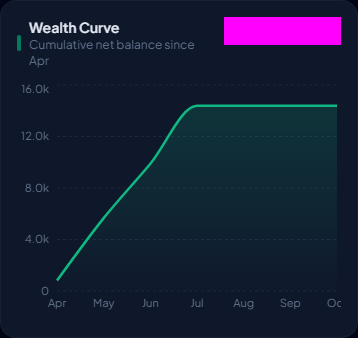 Wealth Curve
Cumulative net balance since
Apr
16.0k
12.0k
8.0k
4.0k
0
Apr May Jun Jul Aug Sep Oc